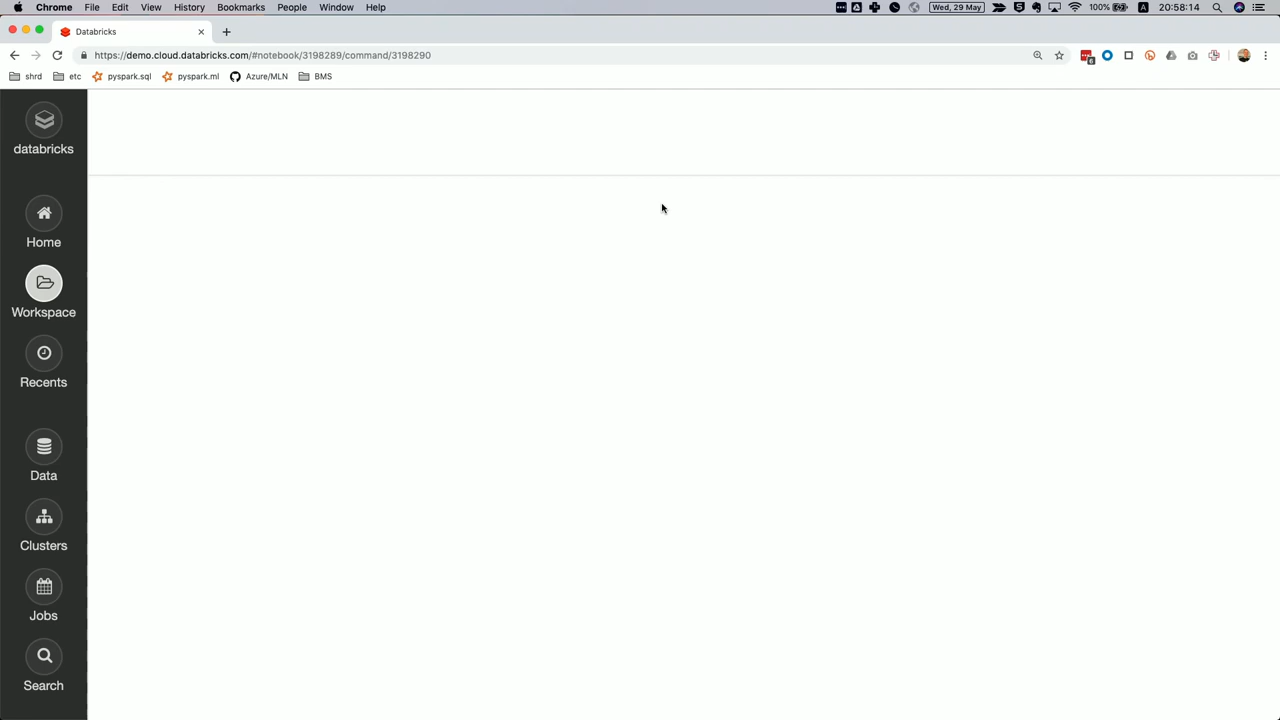 Chrome File Edit View History Bookmarks People Window Help 100% Wed, 29 May A 20:58:14
Databricks
https://demo.cloud.databricks.com/#notebook/3198289/command/3198290
shrd etc pyspark.sql pyspark.ml Azure/MLN BMS
databricks
Home
Workspace
Recents
Data
Clusters
Jobs
Search